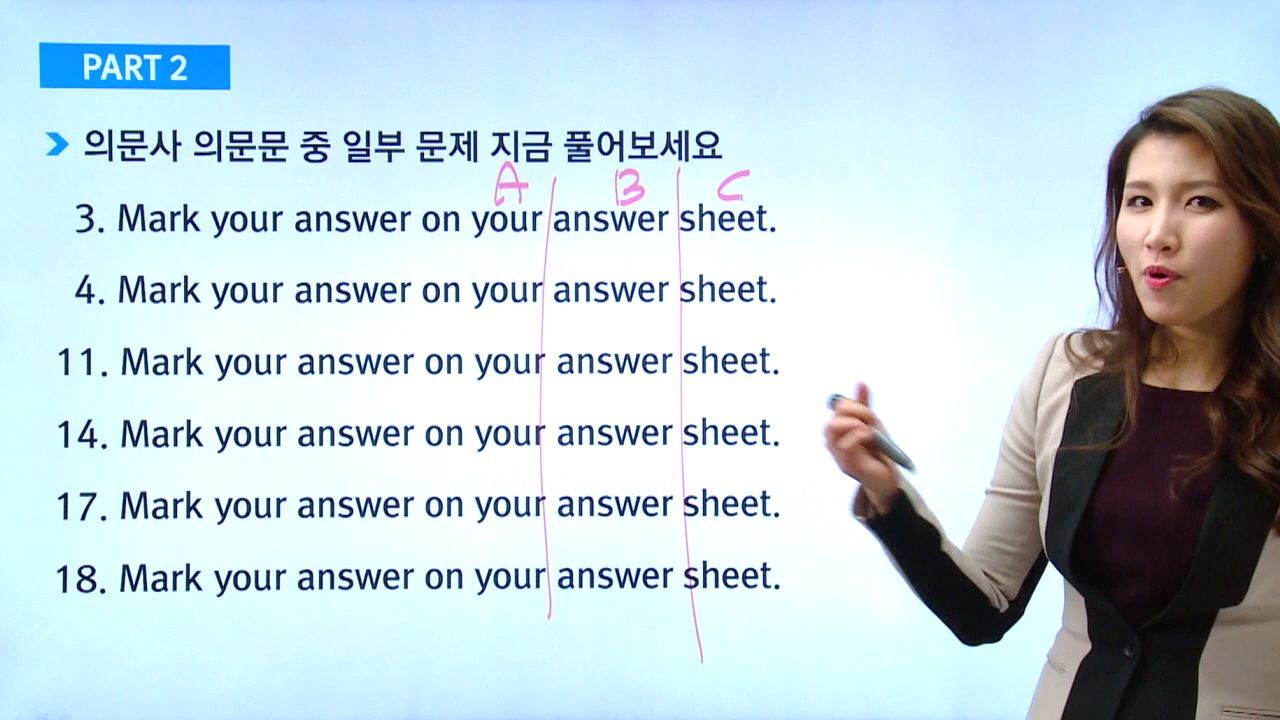 PART 2
의문사 의문문 중 일부 문제 지금 풀어보세요
A B C
3. Mark your answer on your answer sheet.
4. Mark your answer on your answer sheet.
11. Mark your answer on your answer sheet.
14. Mark your answer on your answer sheet.
17. Mark your answer on your answer sheet.
18. Mark your answer on your answer sheet.